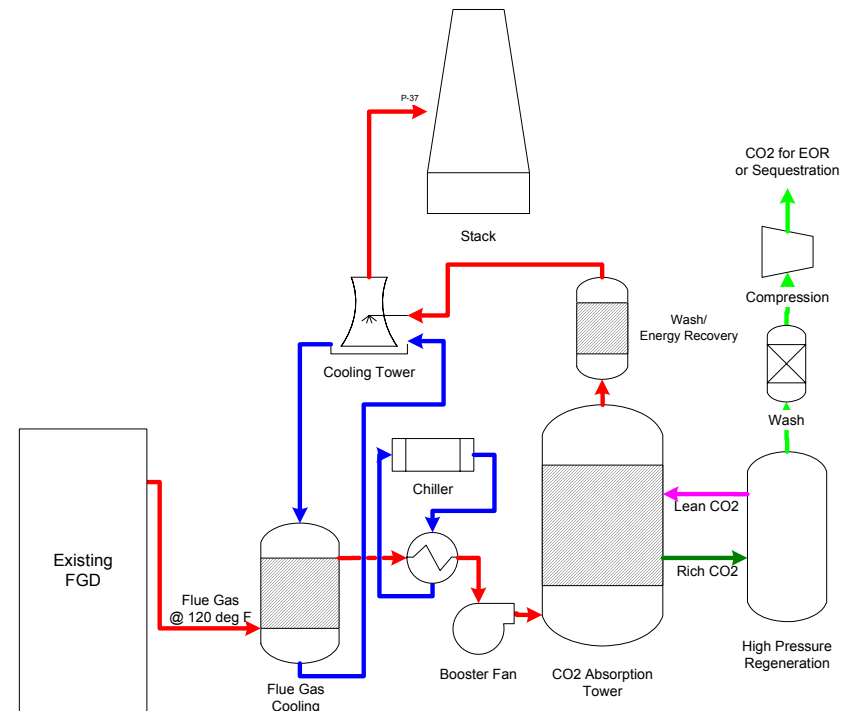 P-37
Stack
CO2 for EOR
or Sequestration
Compression
Wash/
Energy Recovery
Cooling Tower
Wash
Chiller
Lean CO2
Existing
FGD
Rich CO2
Flue Gas
@ 120 deg F
High Pressure
Regeneration
Booster Fan
CO2 Absorption
Tower
Flue Gas
Cooling